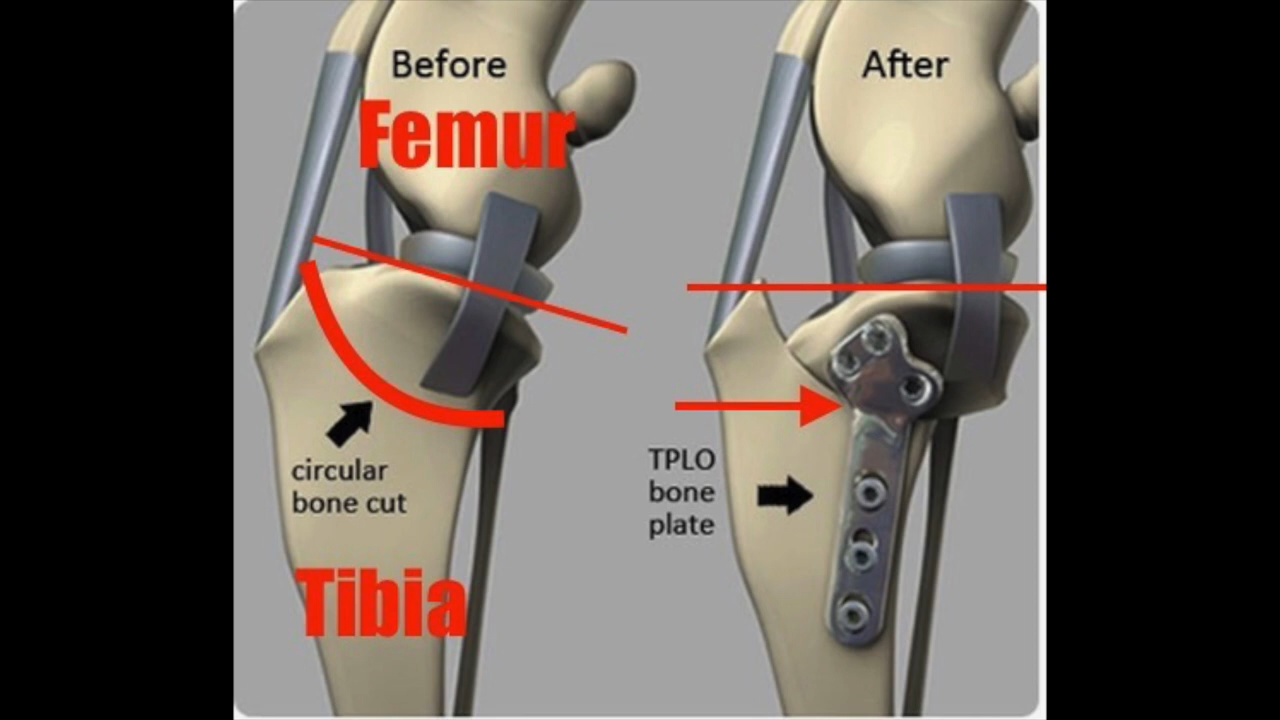 Before
Femur
circular
bone cut
Tibia
After
TPLO
bone
plate